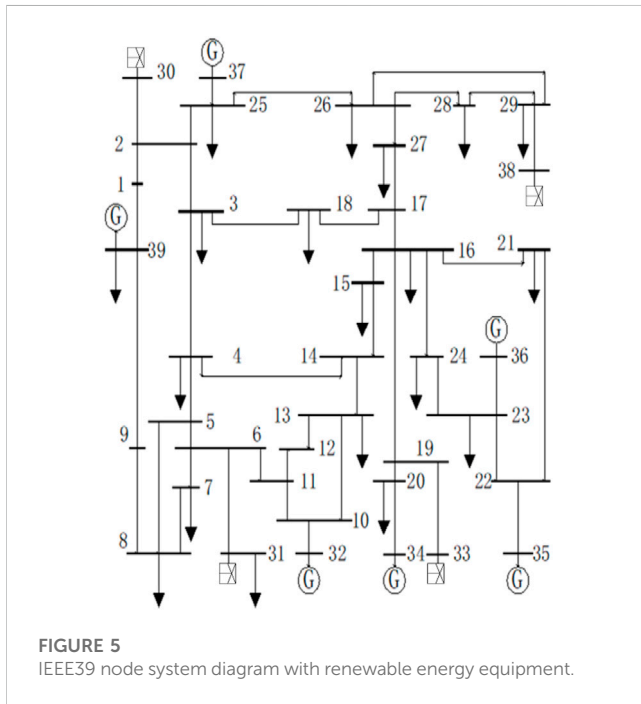 G
30 37
25 26 28 29
2 27
1 38
3 18 17
G
39 16 21
15
G
4 14 24 36
13 23
5
9 6 12 19
7 11 20 22
10
8 31 32 34 33 35
G G G
FIGURE 5
IEEE39 node system diagram with renewable energy equipment.